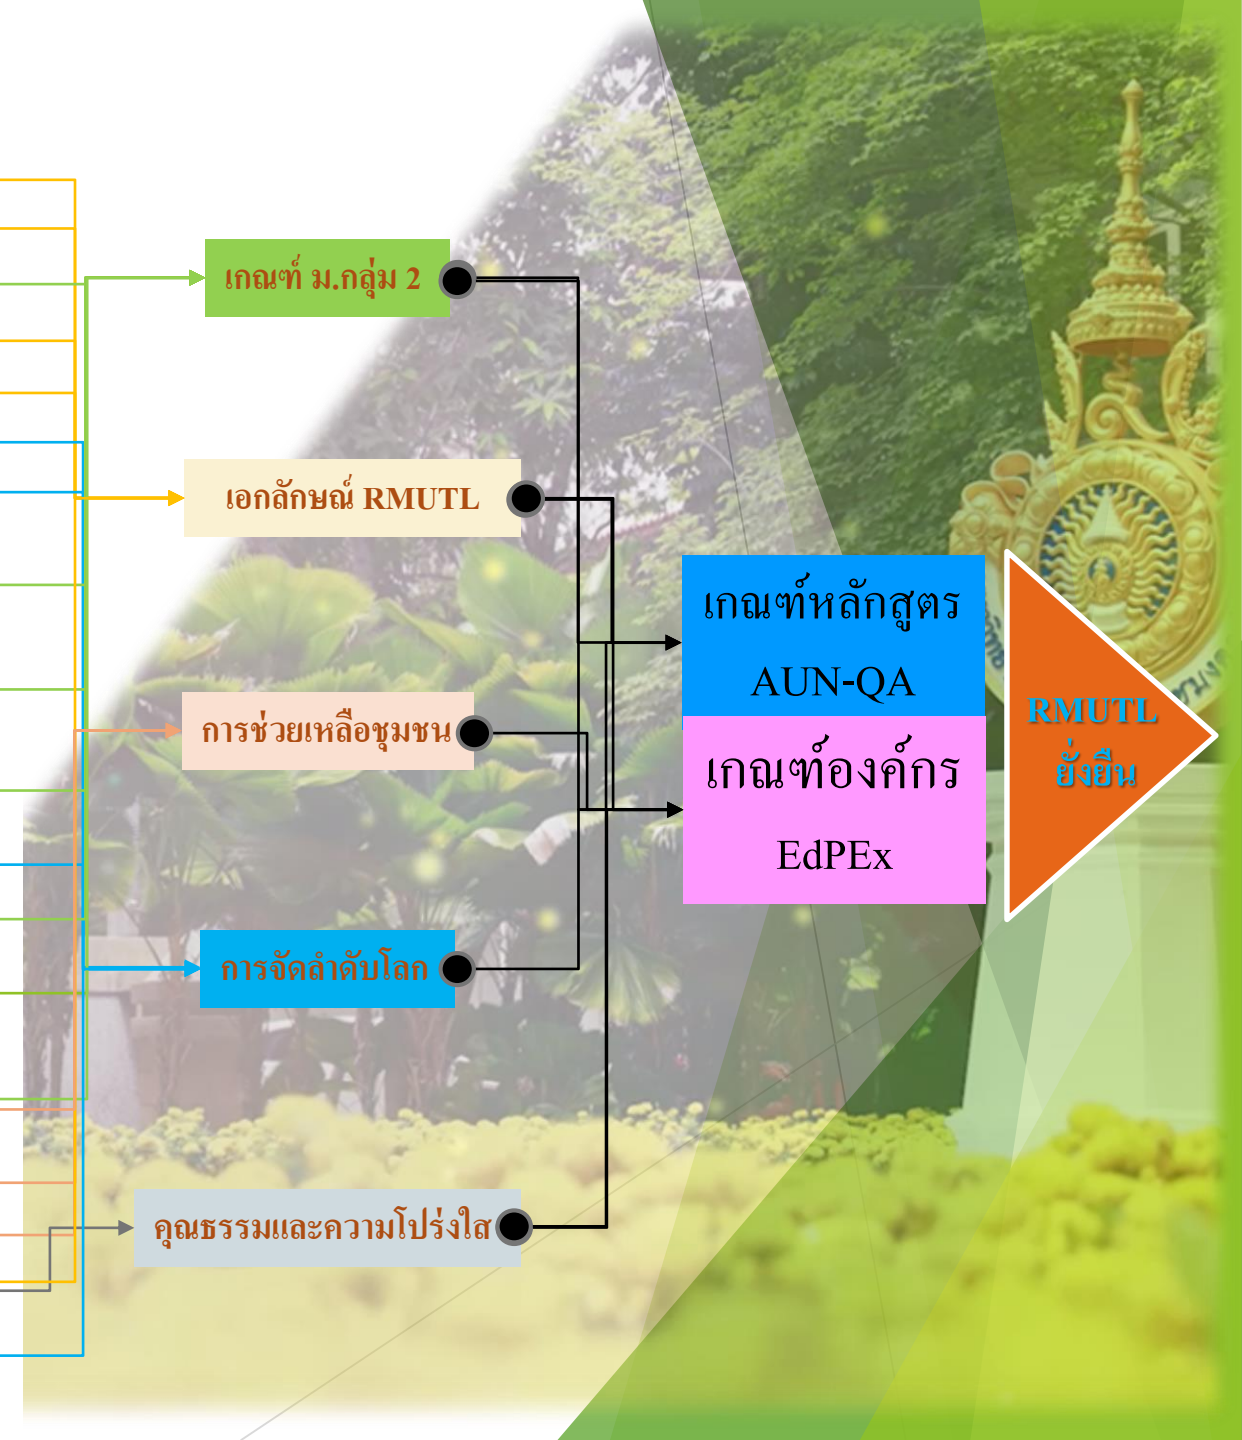 เกณฑ์ ม.กลุ่ม 2
เอกลักษณ์ RMUTL
เกณฑ์หลักสูตร
AUN-QA
การช่วยเหลือชุมชน
เกณฑ์องค์กร
EdPEx
RMUTL
ยั่งยืน
การจัดลำดับโลก
คุณธรรมและความโปร่งใส